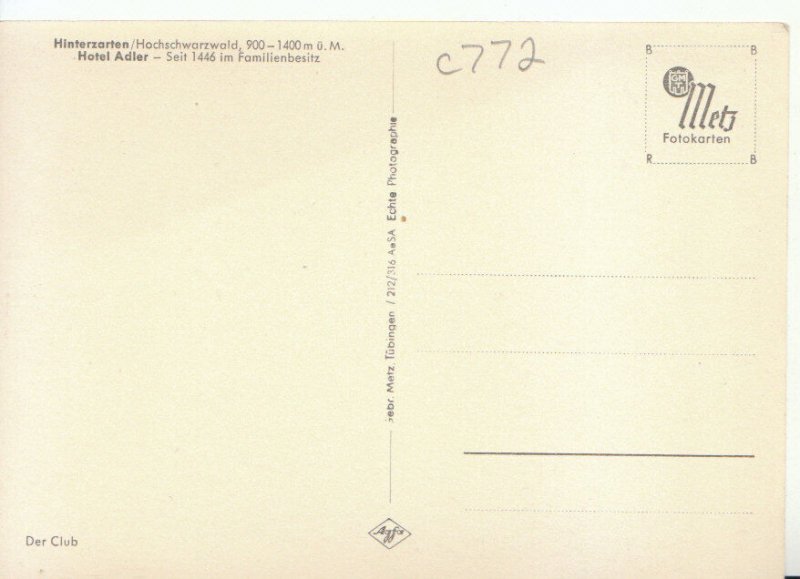 Hinterzarten/Hochschwarzwald, 900 – 1400 m ü. M.
Hotel Adler – Seit 1446 im Familienbesitz
c772
B B
GMT
Metz
Fotokarten
R B
Gebr. Metz, Tübingen / 212/316 AeSA Echte Photographie
Der Club
Agfa